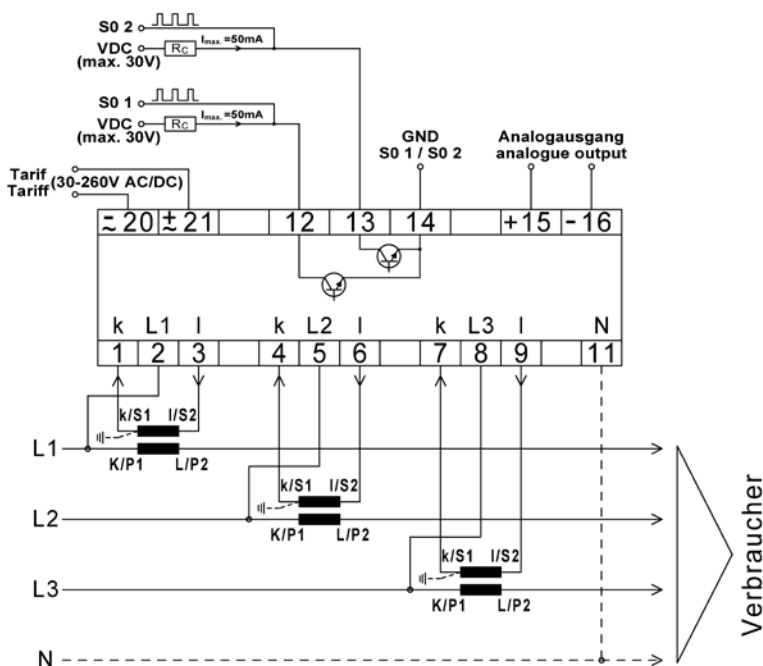 S0 2
VDC
(max. 30V)
Rc
Imax. =50mA
S0 1
VDC
(max. 30V)
Rc
Imax. =50mA
GND
S0 1 / S0 2
Analogausgang
analogue output
Tarif
Tariff
(30-260V AC/DC)
≂ 20
± ~ 21
12
13
14
+15
-16
k L1 l
k L2 l
k L3 l
N
1 2 3 4 5 6 7 8 9 11
k/S1 l/S2
L1
K/P1 L/P2
k/S1 l/S2
L2
K/P1 L/P2
k/S1 l/S2
L3
K/P1 L/P2
N
Verbraucher